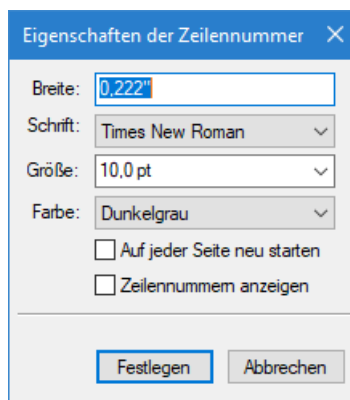 Eigenschaften der Zeilennummer
Breite: 0,222"
Schrift: Times New Roman
Größe: 10,0 pt
Farbe: Dunkelgrau
Auf jeder Seite neu starten
Zeilennummern anzeigen
Festlegen Abbrechen